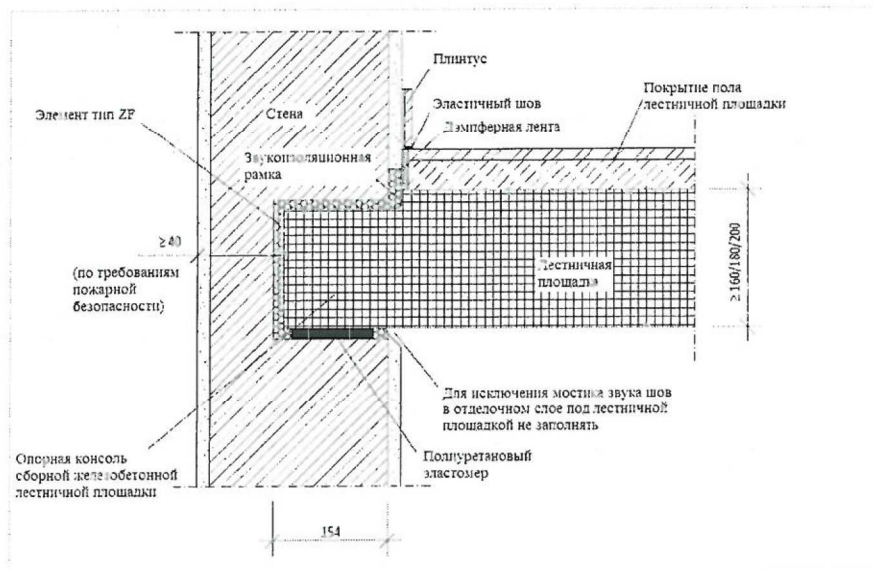 Плинтус
Покрытие пола
лестничной площадки
Эластичный шов
Элемент тип ZF
Стена
Дэмпферная лента
Звукоизоляционная
рамка
≥40
(по требованиям
пожарной
безопасности)
Лестничная
площадка
≥160/180/200
Для исключения мостика звука шов
в отделочном слое под лестничной
площадкой не заполнять
Опорная консоль
сборной железобетонной
лестничной площадки
Полиуретановый
эластомер
154